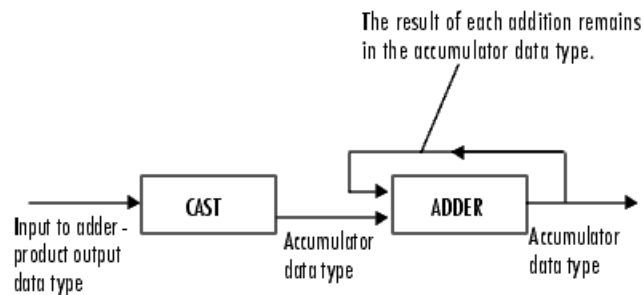 The result of each addition remains
in the accumulator data type.
CAST
ADDER
Input to adder -
product output
data type
Accumulator
data type
Accumulator
data type